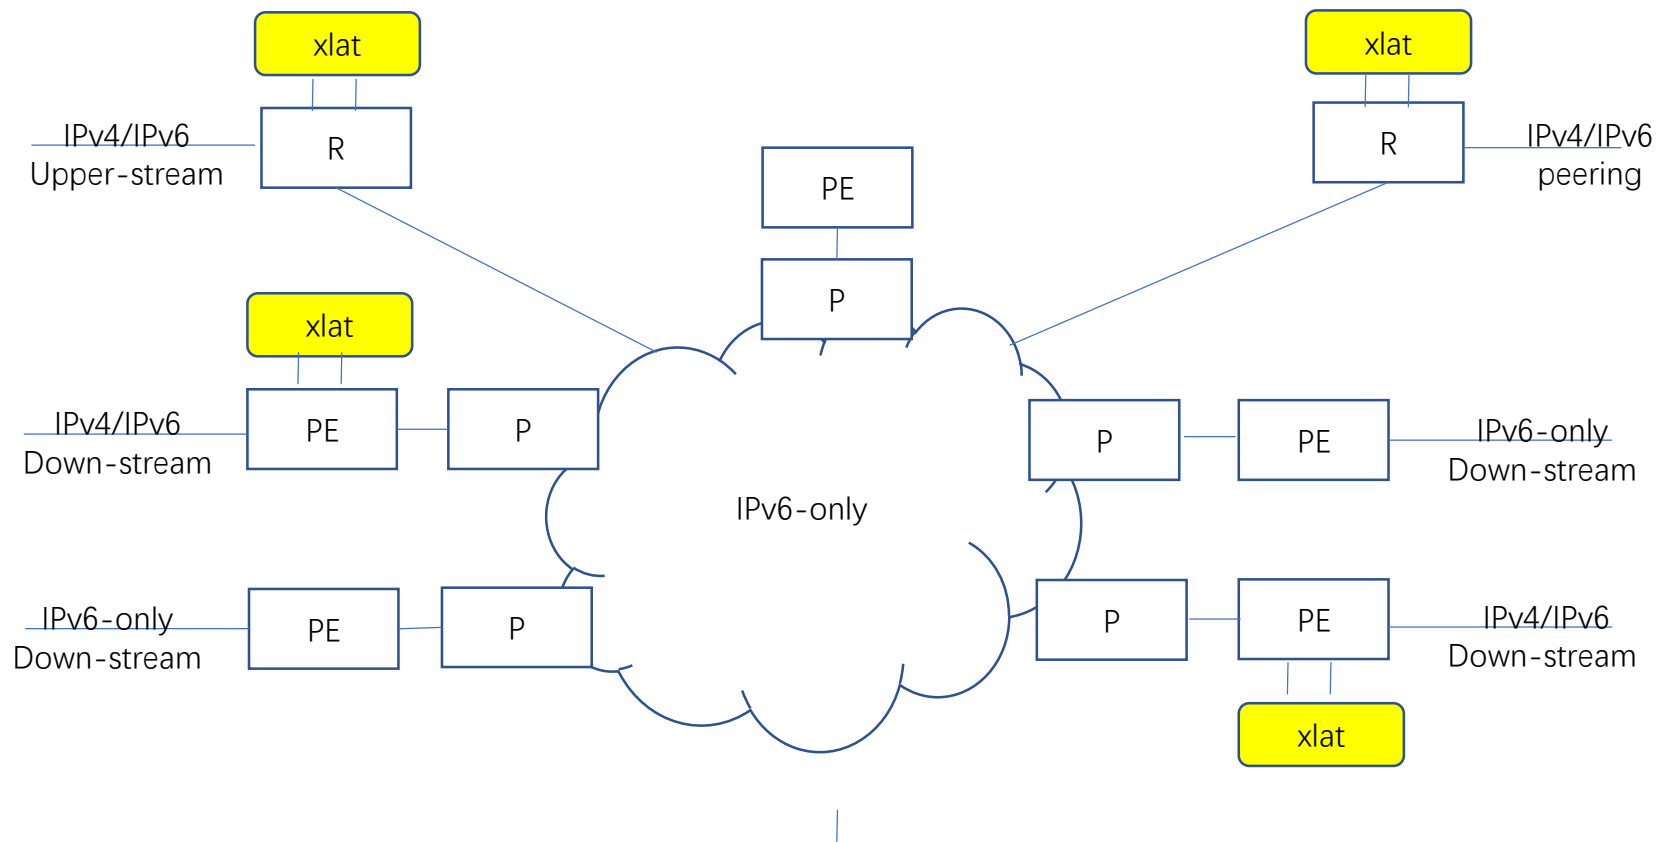 xlat
xlat
IPv4/IPv6
Upper-stream
R
R
IPv4/IPv6
peering
PE
P
xlat
IPv4/IPv6
Down-stream
PE
P
P
PE
IPv6-only
Down-stream
IPv6-only
IPv6-only
Down-stream
PE
P
P
PE
IPv4/IPv6
Down-stream
xlat